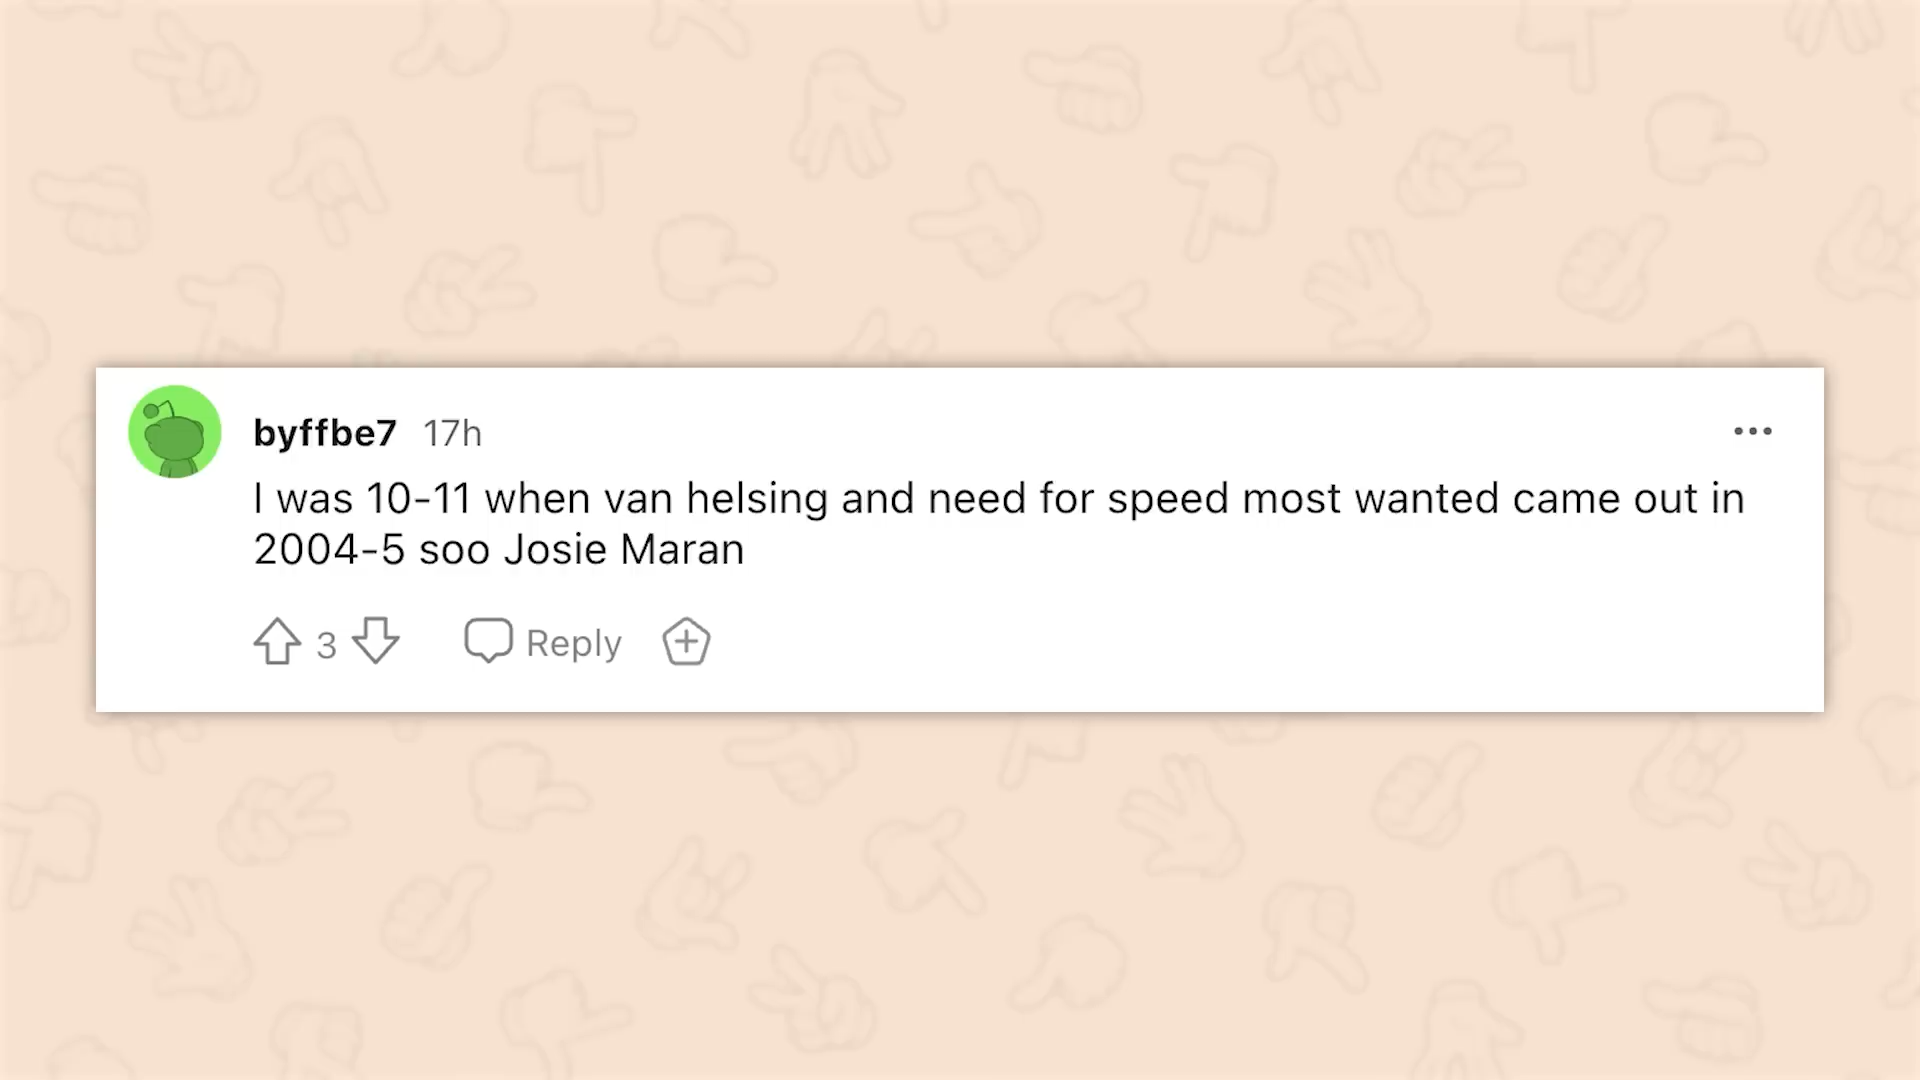 byffbe7 17h
I was 10-11 when van helsing and need for speed most wanted came out in
2004-5 soo Josie Maran
3 Reply